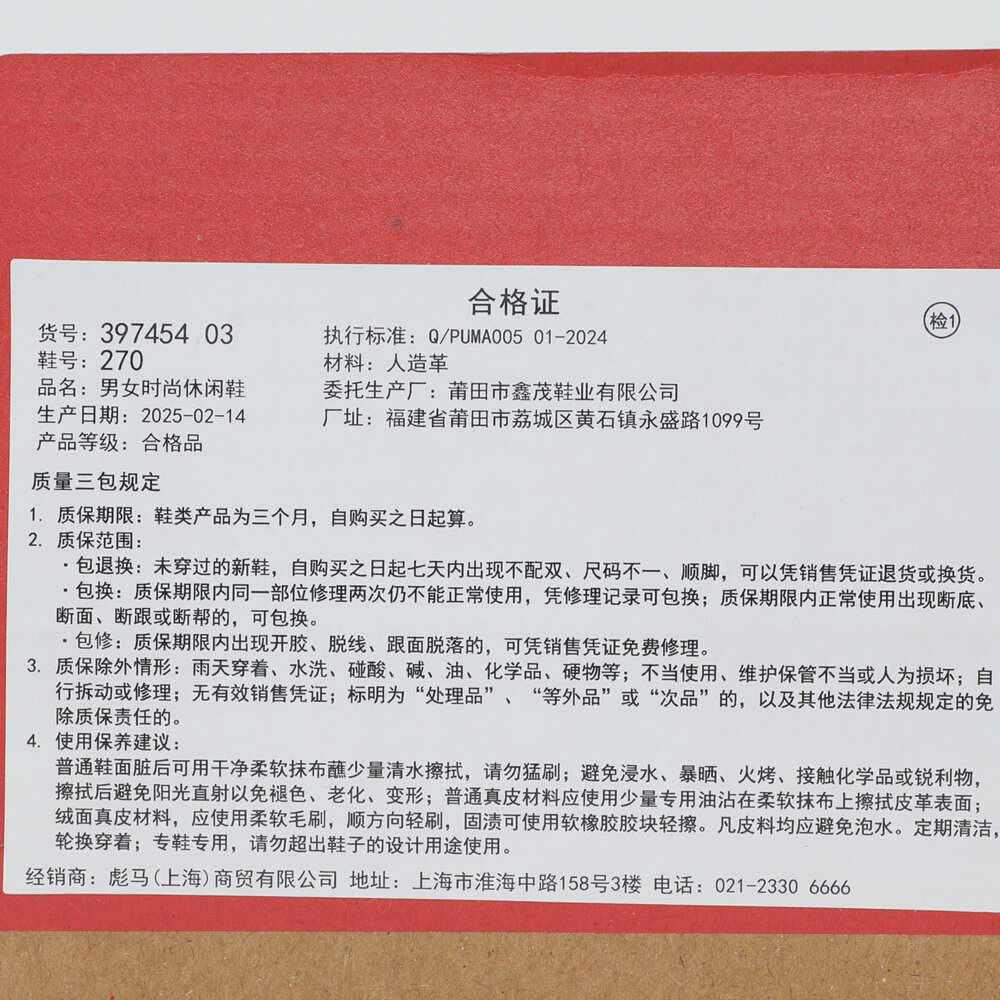 合格证
检1
货号：397454 03
执行标准：Q/PUMA005 01-2024
鞋号：270
材料：人造革
品名：男女时尚休闲鞋
委托生产厂：莆田市鑫茂鞋业有限公司
生产日期：2025-02-14
厂址：福建省莆田市荔城区黄石镇永盛路1099号
产品等级：合格品
质量三包规定
1. 质保期限：鞋类产品为三个月，自购买之日起算。
2. 质保范围：
·包退换：未穿过的新鞋，自购买之日起七天内出现不配双、尺码不一、顺脚，可以凭销售凭证退货或换货。
·包换：质保期限内同一部位修理两次仍不能正常使用，凭修理记录可包换；质保期限内正常使用出现断底、
断面、断跟或断帮的，可包换。
·包修：质保期限内出现开胶、脱线、跟面脱落的，可凭销售凭证免费修理。
3. 质保除外情形：雨天穿着、水洗、碰酸、碱、油、化学品、硬物等；不当使用、维护保管不当或人为损坏；自
行拆动或修理；无有效销售凭证；标明为“处理品”、“等外品”或“次品”的，以及其他法律法规规定的免
除质保责任的。
4. 使用保养建议：
普通鞋面脏后可用干净柔软抹布蘸少量清水擦拭，请勿猛刷；避免浸水、暴晒、火烤、接触化学品或锐利物，
擦拭后避免阳光直射以免褪色、老化、变形；普通真皮材料应使用少量专用油沾在柔软抹布上擦拭皮革表面；
绒面真皮材料，应使用柔软毛刷，顺方向轻刷，固渍可使用软橡胶胶块轻擦。凡皮料均应避免泡水。定期清洁，
轮换穿着；专鞋专用，请勿超出鞋子的设计用途使用。
经销商：彪马(上海)商贸有限公司 地址：上海市淮海中路158号3楼 电话：021-2330 6666